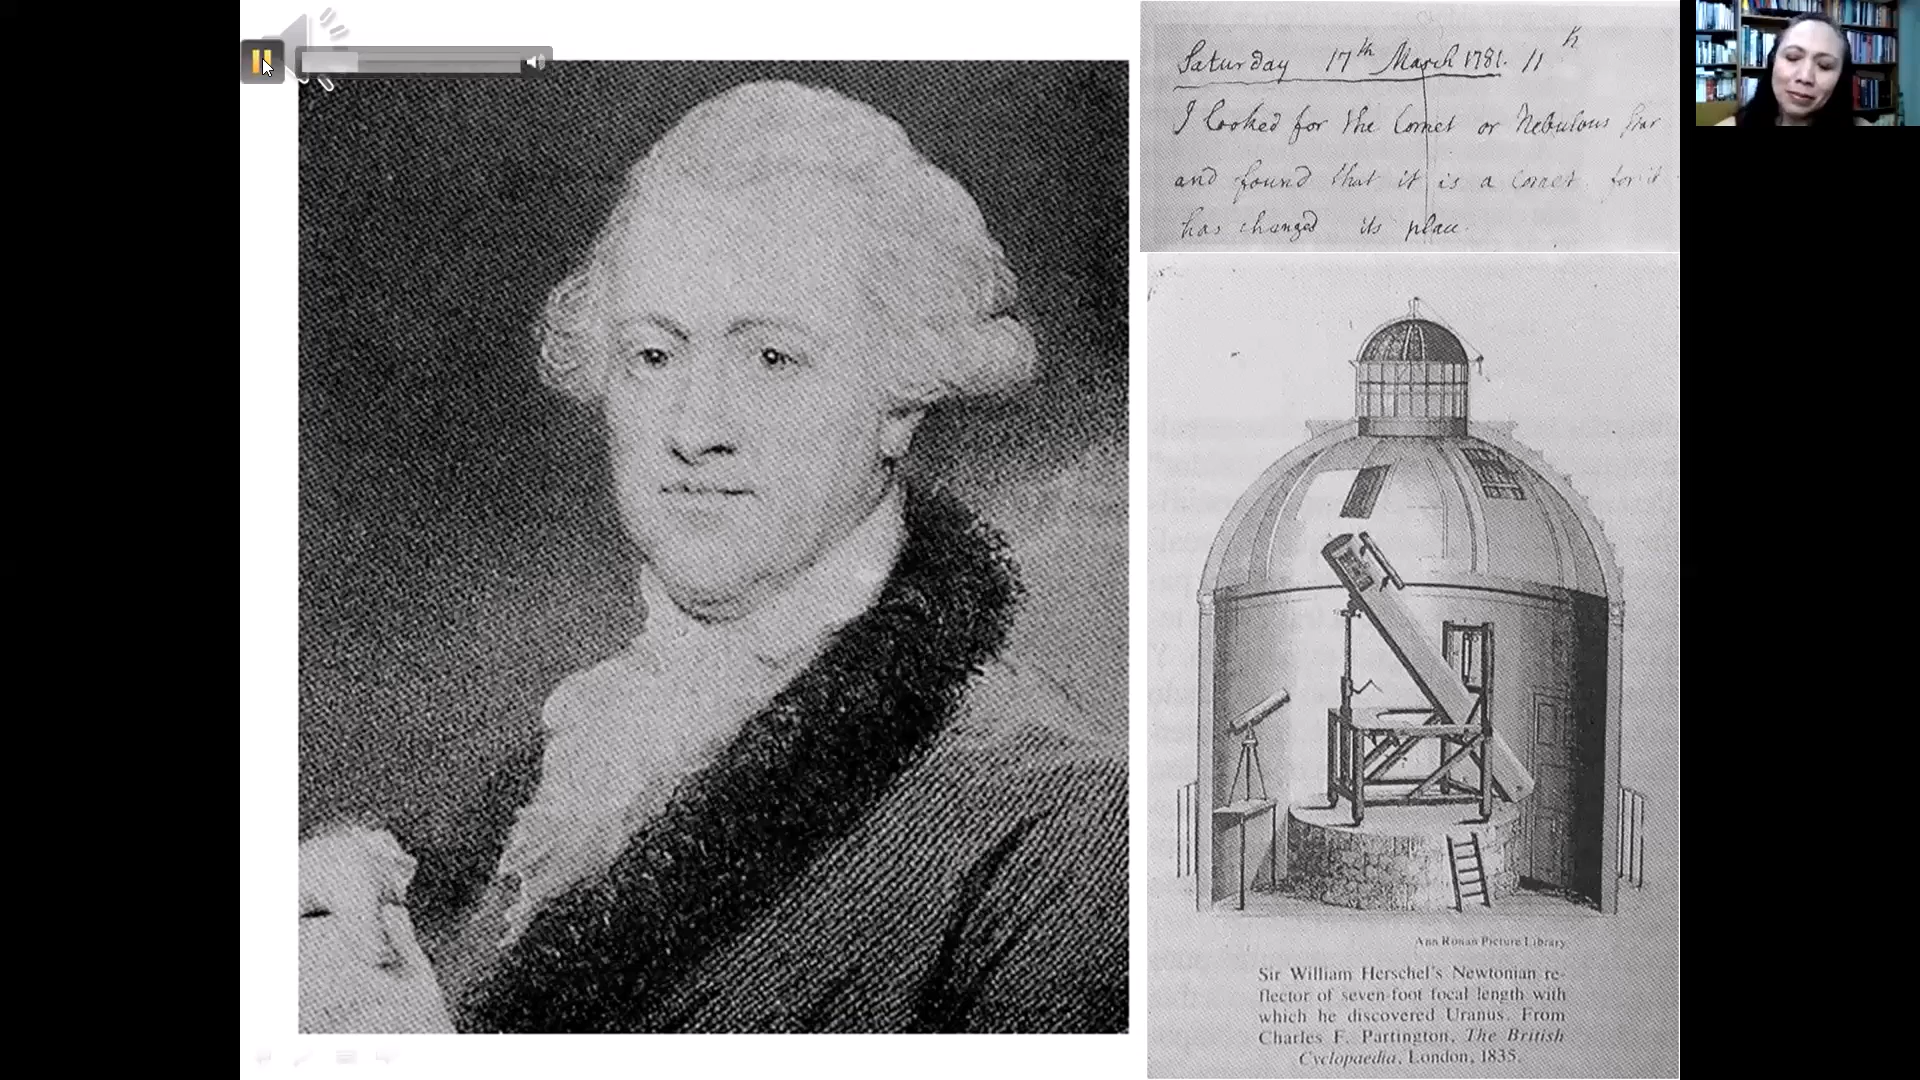 Saturday 17th March 1781. 11h
I looked for the Comet or Nebulous Star
and found that it is a Comet for it
has changed its place.
Ann Ronan Picture Library
Sir William Herschel's Newtonian re-
flector of seven-foot focal length with
which he discovered Uranus. From
Charles F. Partington, The British
Cyclopaedia, London, 1835.